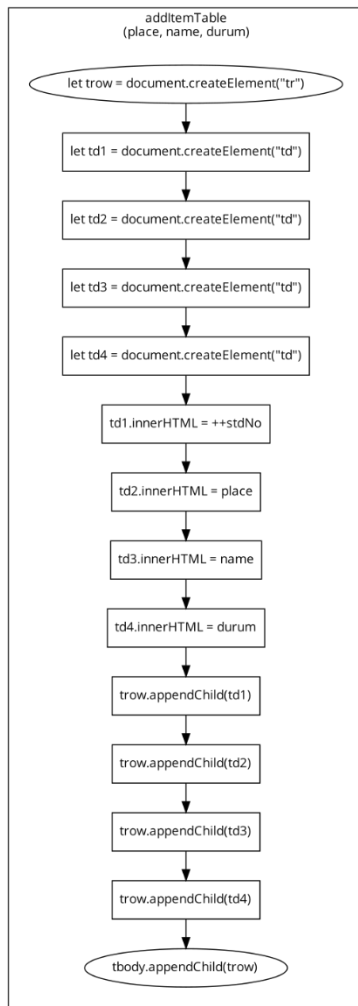 addItemTable
(place, name, durum)
let trow = document.createElement("tr")
let td1 = document.createElement("td")
let td2 = document.createElement("td")
let td3 = document.createElement("td")
let td4 = document.createElement("td")
td1.innerHTML = ++stdNo
td2.innerHTML = place
td3.innerHTML = name
td4.innerHTML = durum
trow.appendChild(td1)
trow.appendChild(td2)
trow.appendChild(td3)
trow.appendChild(td4)
tbody.appendChild(trow)